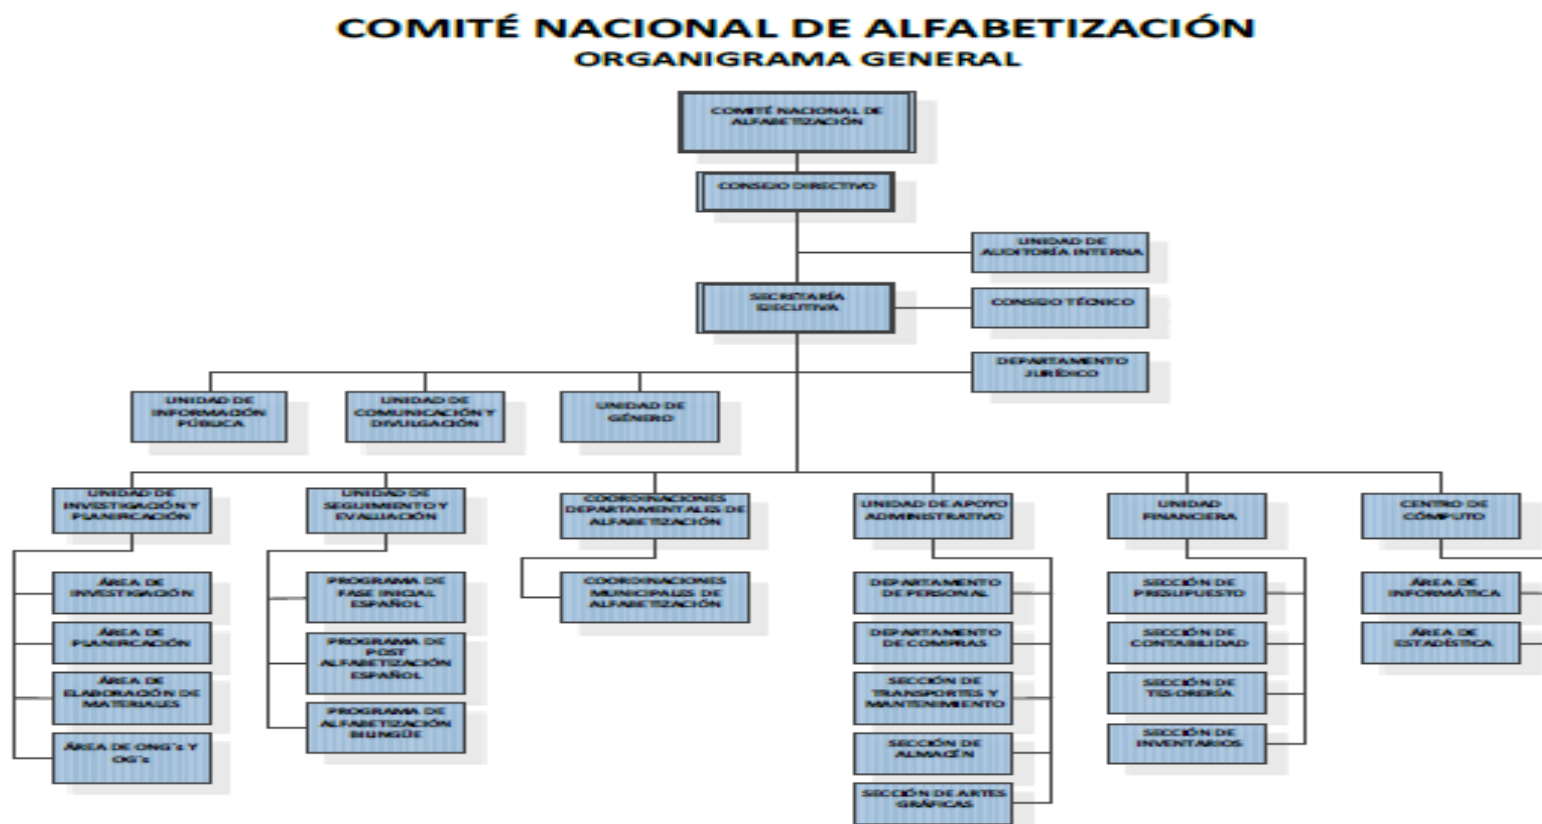 COMITÉ NACIONAL DE ALFABETIZACIÓN
ORGANIGRAMA GENERAL
COMITÉ NACIONAL DE
ALFABETIZACIÓN
CONSEJO DIRECTIVO
UNIDAD DE
AUDITORÍA INTERNA
SECRETARÍA
EJECUTIVA
CONSEJO TÉCNICO
DEPARTAMENTO
JURÍDICO
UNIDAD DE
INFORMACIÓN
PÚBLICA
UNIDAD DE
COMUNICACIÓN Y
DIVULGACIÓN
UNIDAD DE
GÉNERO
UNIDAD DE
INVESTIGACIÓN Y
PLANIFICACIÓN
UNIDAD DE
SEGUIMIENTO Y
EVALUACIÓN
COORDINACIONES
DEPARTAMENTALES DE
ALFABETIZACIÓN
UNIDAD DE APOYO
ADMINISTRATIVO
UNIDAD
FINANCIERA
CENTRO DE
CÓMPUTO
ÁREA DE
INVESTIGACIÓN
ÁREA DE
PLANIFICACIÓN
ÁREA DE
ELABORACIÓN DE
MATERIALES
ÁREA DE ONG´s Y
OG´s
PROGRAMA DE
FASE INICIAL
ESPAÑOL
PROGRAMA DE
POST
ALFABETIZACIÓN
ESPAÑOL
PROGRAMA DE
ALFABETIZACIÓN
BILINGÜE
COORDINACIONES
MUNICIPALES DE
ALFABETIZACIÓN
DEPARTAMENTO
DE PERSONAL
DEPARTAMENTO
DE COMPRAS
SECCIÓN DE
TRANSPORTES Y
MANTENIMIENTO
SECCIÓN DE
ALMACÉN
SECCIÓN DE ARTES
GRÁFICAS
SECCIÓN DE
PRESUPUESTO
SECCIÓN DE
CONTABILIDAD
SECCIÓN DE
TESORERÍA
SECCIÓN DE
INVENTARIOS
ÁREA DE
INFORMÁTICA
ÁREA DE
ESTADÍSTICA